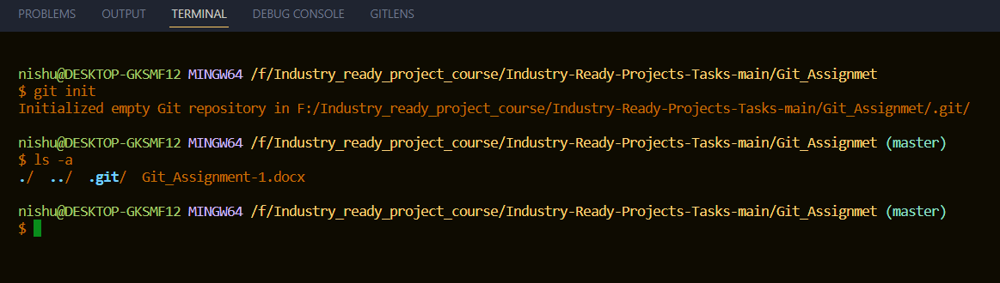 PROBLEMS OUTPUT TERMINAL DEBUG CONSOLE GITLENS
nishu@DESKTOP-GKSMF12 MINGW64 /f/Industry_ready_project_course/Industry-Ready-Projects-Tasks-main/Git_Assignmet
$ git init
Initialized empty Git repository in F:/Industry_ready_project_course/Industry-Ready-Projects-Tasks-main/Git_Assignmet/.git/
nishu@DESKTOP-GKSMF12 MINGW64 /f/Industry_ready_project_course/Industry-Ready-Projects-Tasks-main/Git_Assignmet (master)
$ ls -a
./ ../ .git/ Git_Assignment-1.docx
nishu@DESKTOP-GKSMF12 MINGW64 /f/Industry_ready_project_course/Industry-Ready-Projects-Tasks-main/Git_Assignmet (master)
$